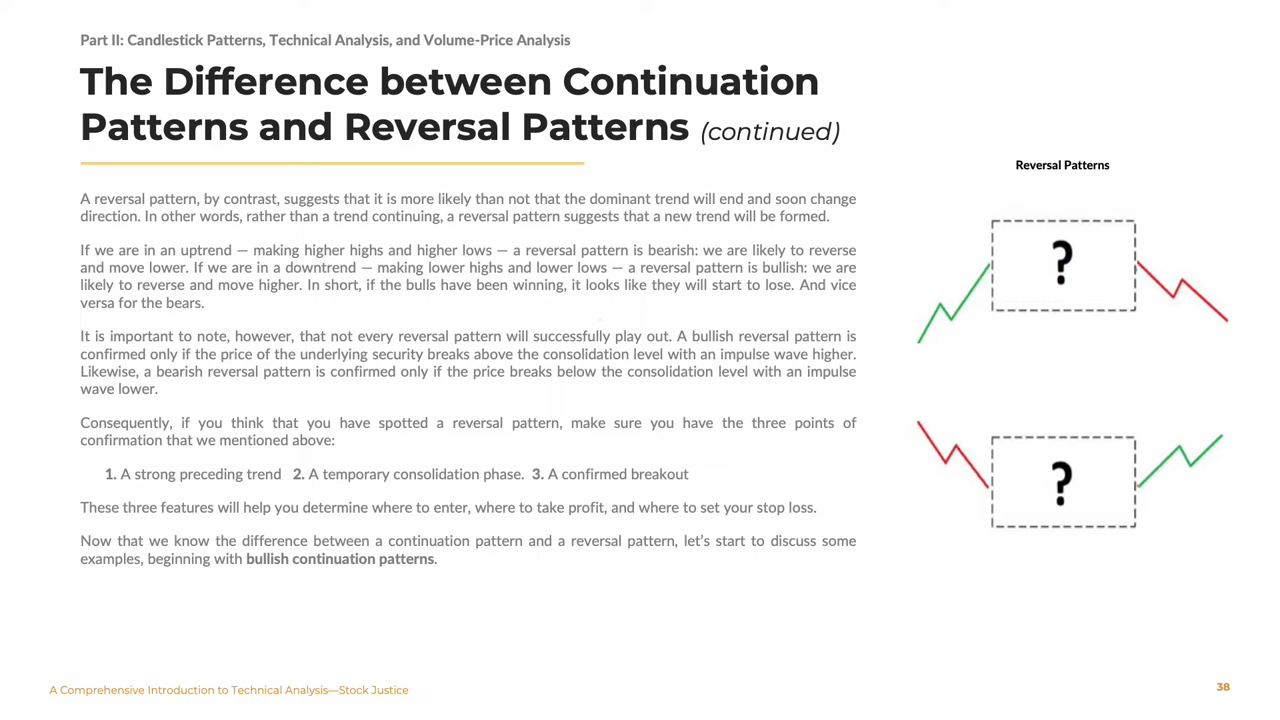 Part II: Candlestick Patterns, Technical Analysis, and Volume-Price Analysis
The Difference between Continuation
Patterns and Reversal Patterns (continued)
Reversal Patterns
A reversal pattern, by contrast, suggests that it is more likely than not that the dominant trend will end and soon change
direction. In other words, rather than a trend continuing, a reversal pattern suggests that a new trend will be formed.
If we are in an uptrend — making higher highs and higher lows — a reversal pattern is bearish: we are likely to reverse
and move lower. If we are in a downtrend — making lower highs and lower lows — a reversal pattern is bullish: we are
likely to reverse and move higher. In short, if the bulls have been winning, it looks like they will start to lose. And vice
versa for the bears.
It is important to note, however, that not every reversal pattern will successfully play out. A bullish reversal pattern is
confirmed only if the price of the underlying security breaks above the consolidation level with an impulse wave higher.
Likewise, a bearish reversal pattern is confirmed only if the price breaks below the consolidation level with an impulse
wave lower.
Consequently, if you think that you have spotted a reversal pattern, make sure you have the three points of
confirmation that we mentioned above:
1. A strong preceding trend 2. A temporary consolidation phase. 3. A confirmed breakout
These three features will help you determine where to enter, where to take profit, and where to set your stop loss.
Now that we know the difference between a continuation pattern and a reversal pattern, let's start to discuss some
examples, beginning with bullish continuation patterns.
?
?
A Comprehensive Introduction to Technical Analysis—Stock Justice
38